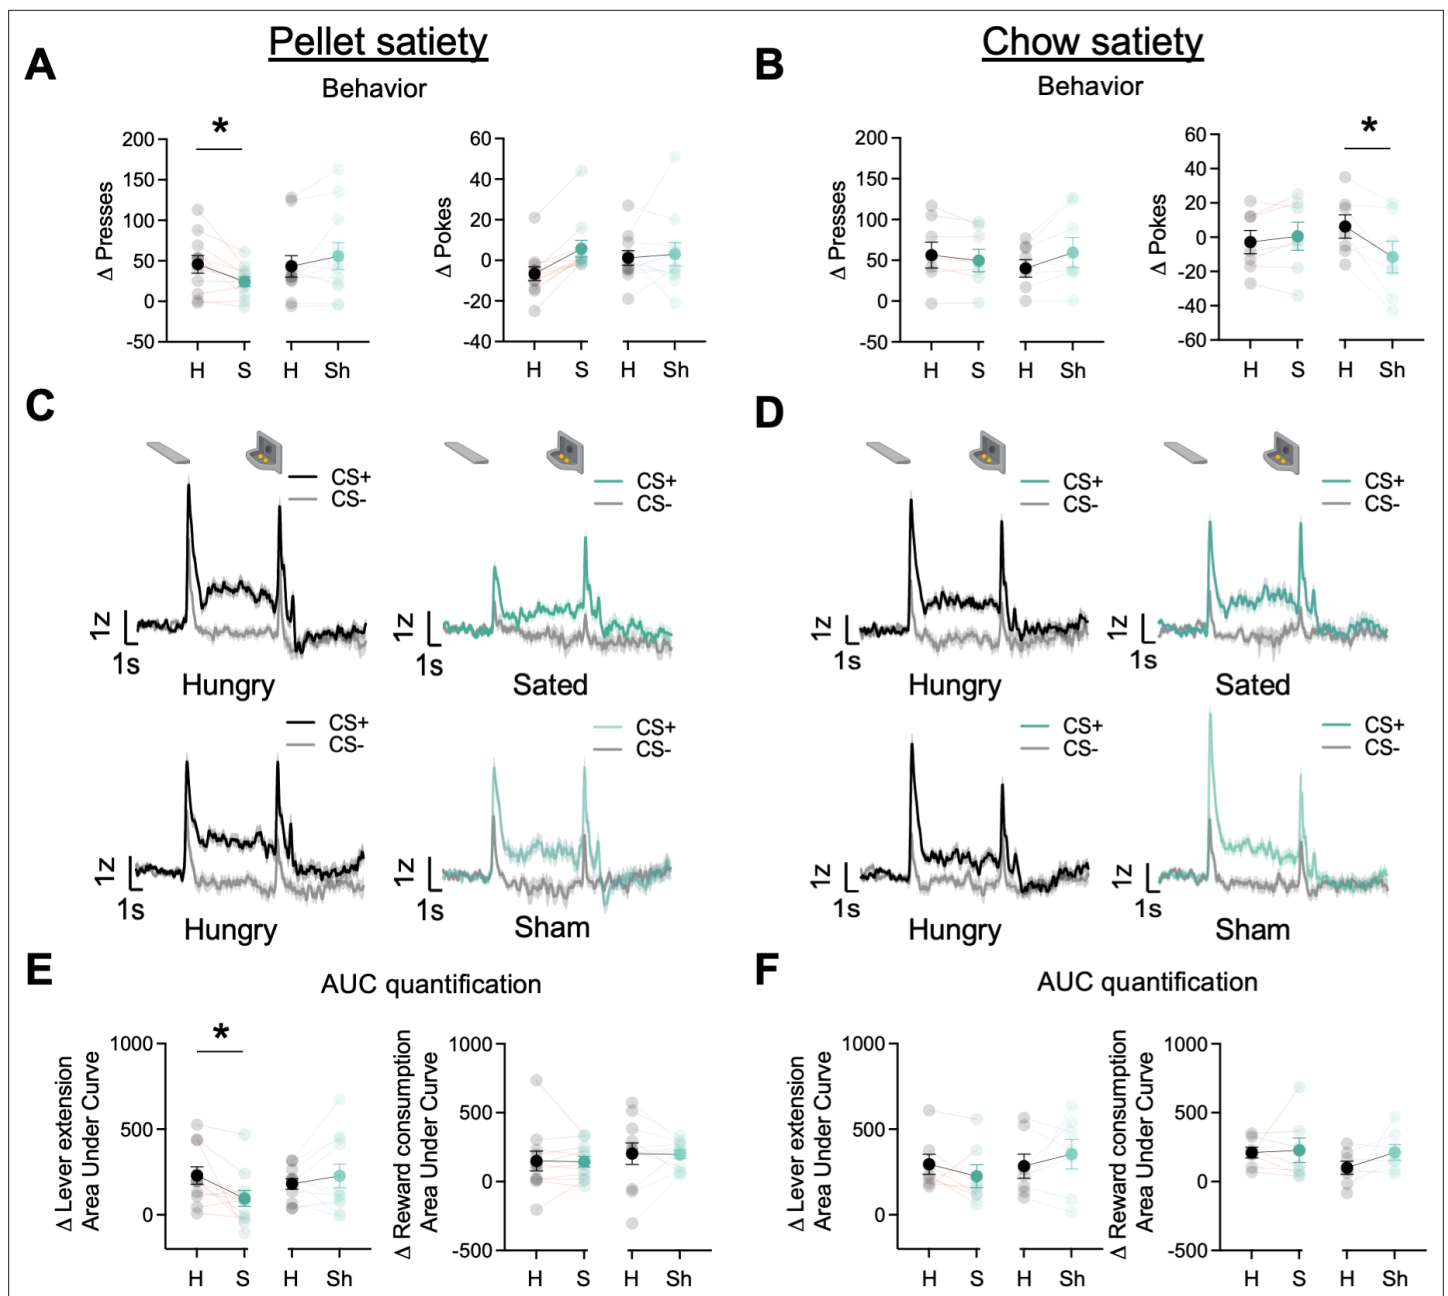 Pellet satiety
Chow satiety
A
B
Behavior
Behavior
*
200
150
100
50
0
-50
Δ Presses
H
S
H
Sh
60
40
20
0
-20
-40
Δ Pokes
H
S
H
Sh
200
150
100
50
0
-50
Δ Presses
H
S
H
Sh
*
60
40
20
0
-20
-40
-60
Δ Pokes
H
S
H
Sh
C
CS+
CS-
1z
1s
Hungry
CS+
CS-
1z
1s
Sated
CS+
CS-
1z
1s
Hungry
CS+
CS-
1z
1s
Sham
D
CS+
CS-
1z
1s
Hungry
CS+
CS-
1z
1s
Sated
CS+
CS-
1z
1s
Hungry
CS+
CS-
1z
1s
Sham
E
AUC quantification
*
1000
500
0
Δ Lever extension
Area Under Curve
H
S
H
Sh
1000
500
0
-500
Δ Reward consumption
Area Under Curve
H
S
H
Sh
F
AUC quantification
1000
500
0
Δ Lever extension
Area Under Curve
H
S
H
Sh
1000
500
0
-500
Δ Reward consumption
Area Under Curve
H
S
H
Sh